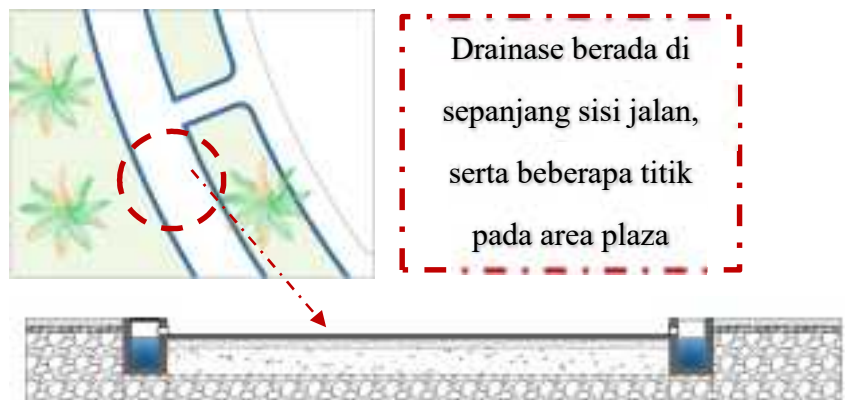 Drainase berada di
sepanjang sisi jalan,
serta beberapa titik
pada area plaza